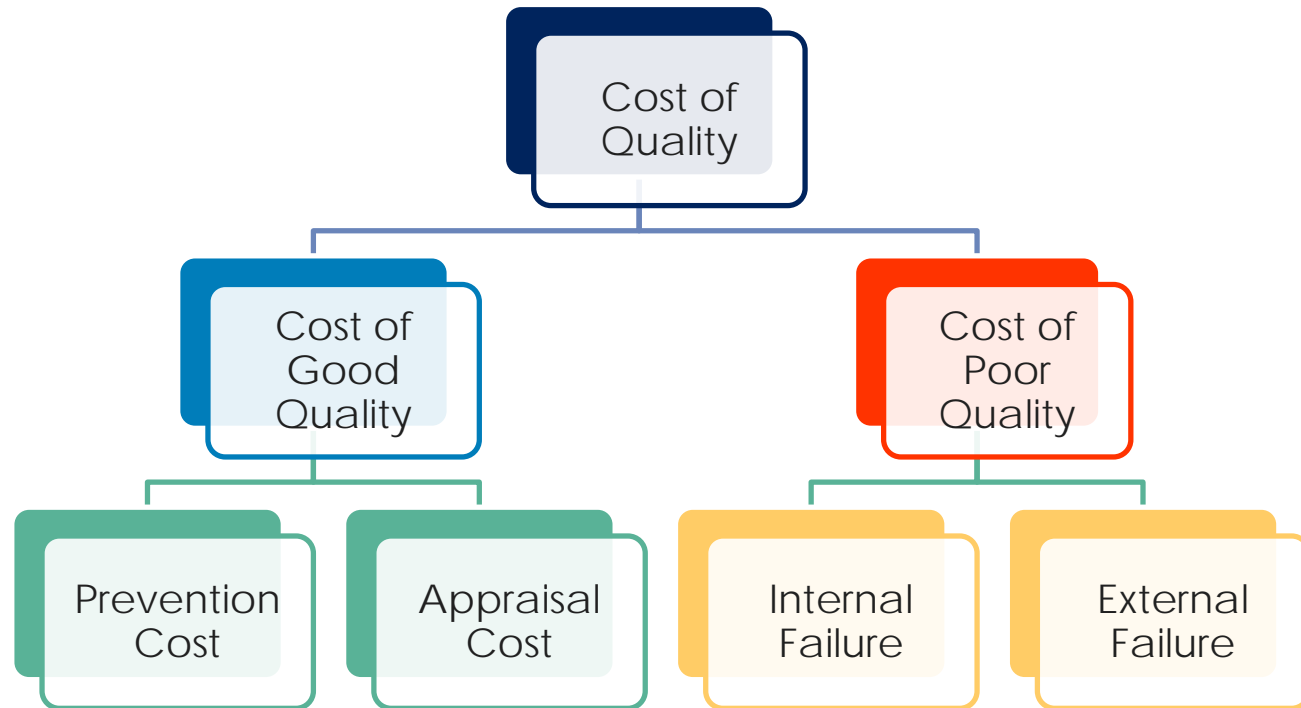 Cost of
Quality
Cost of
Good
Quality
Cost of
Poor
Quality
Prevention
Cost
Appraisal
Cost
Internal
Failure
External
Failure